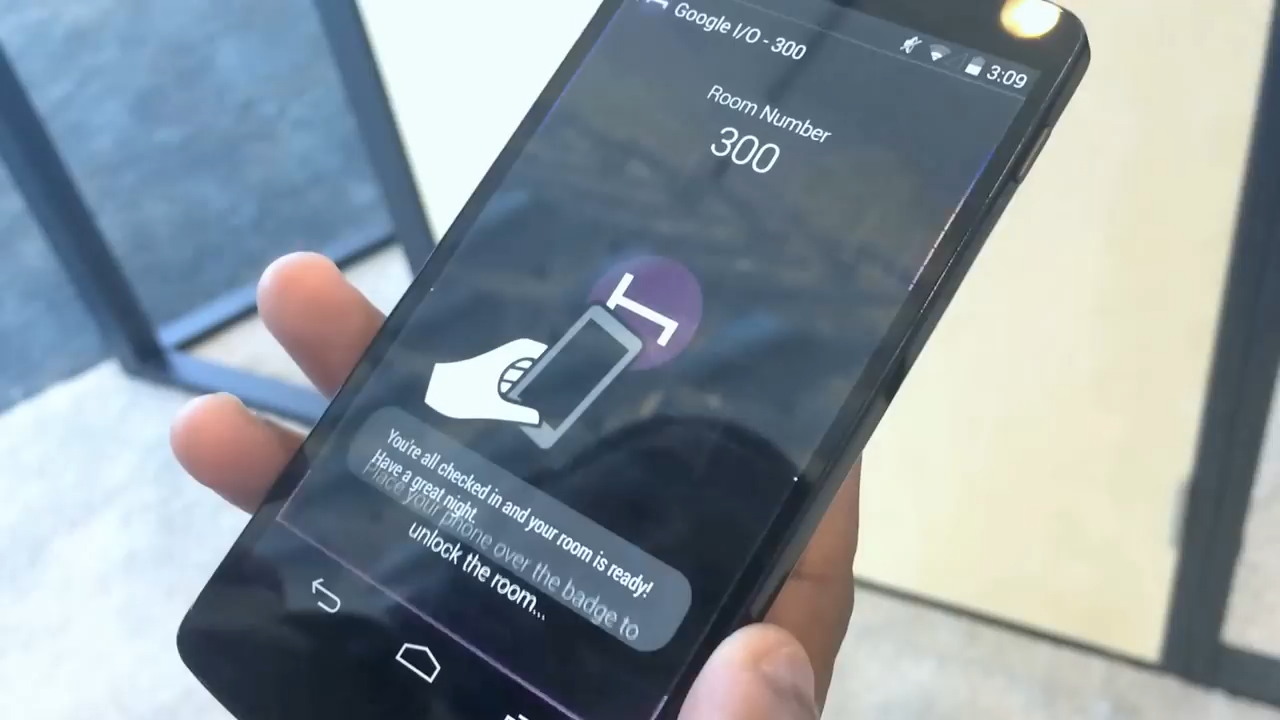 Google I/O - 300
3:09
Room Number
300
You're all checked in and your room is ready!
Have a great night.
Place your phone over the badge to
unlock the room...